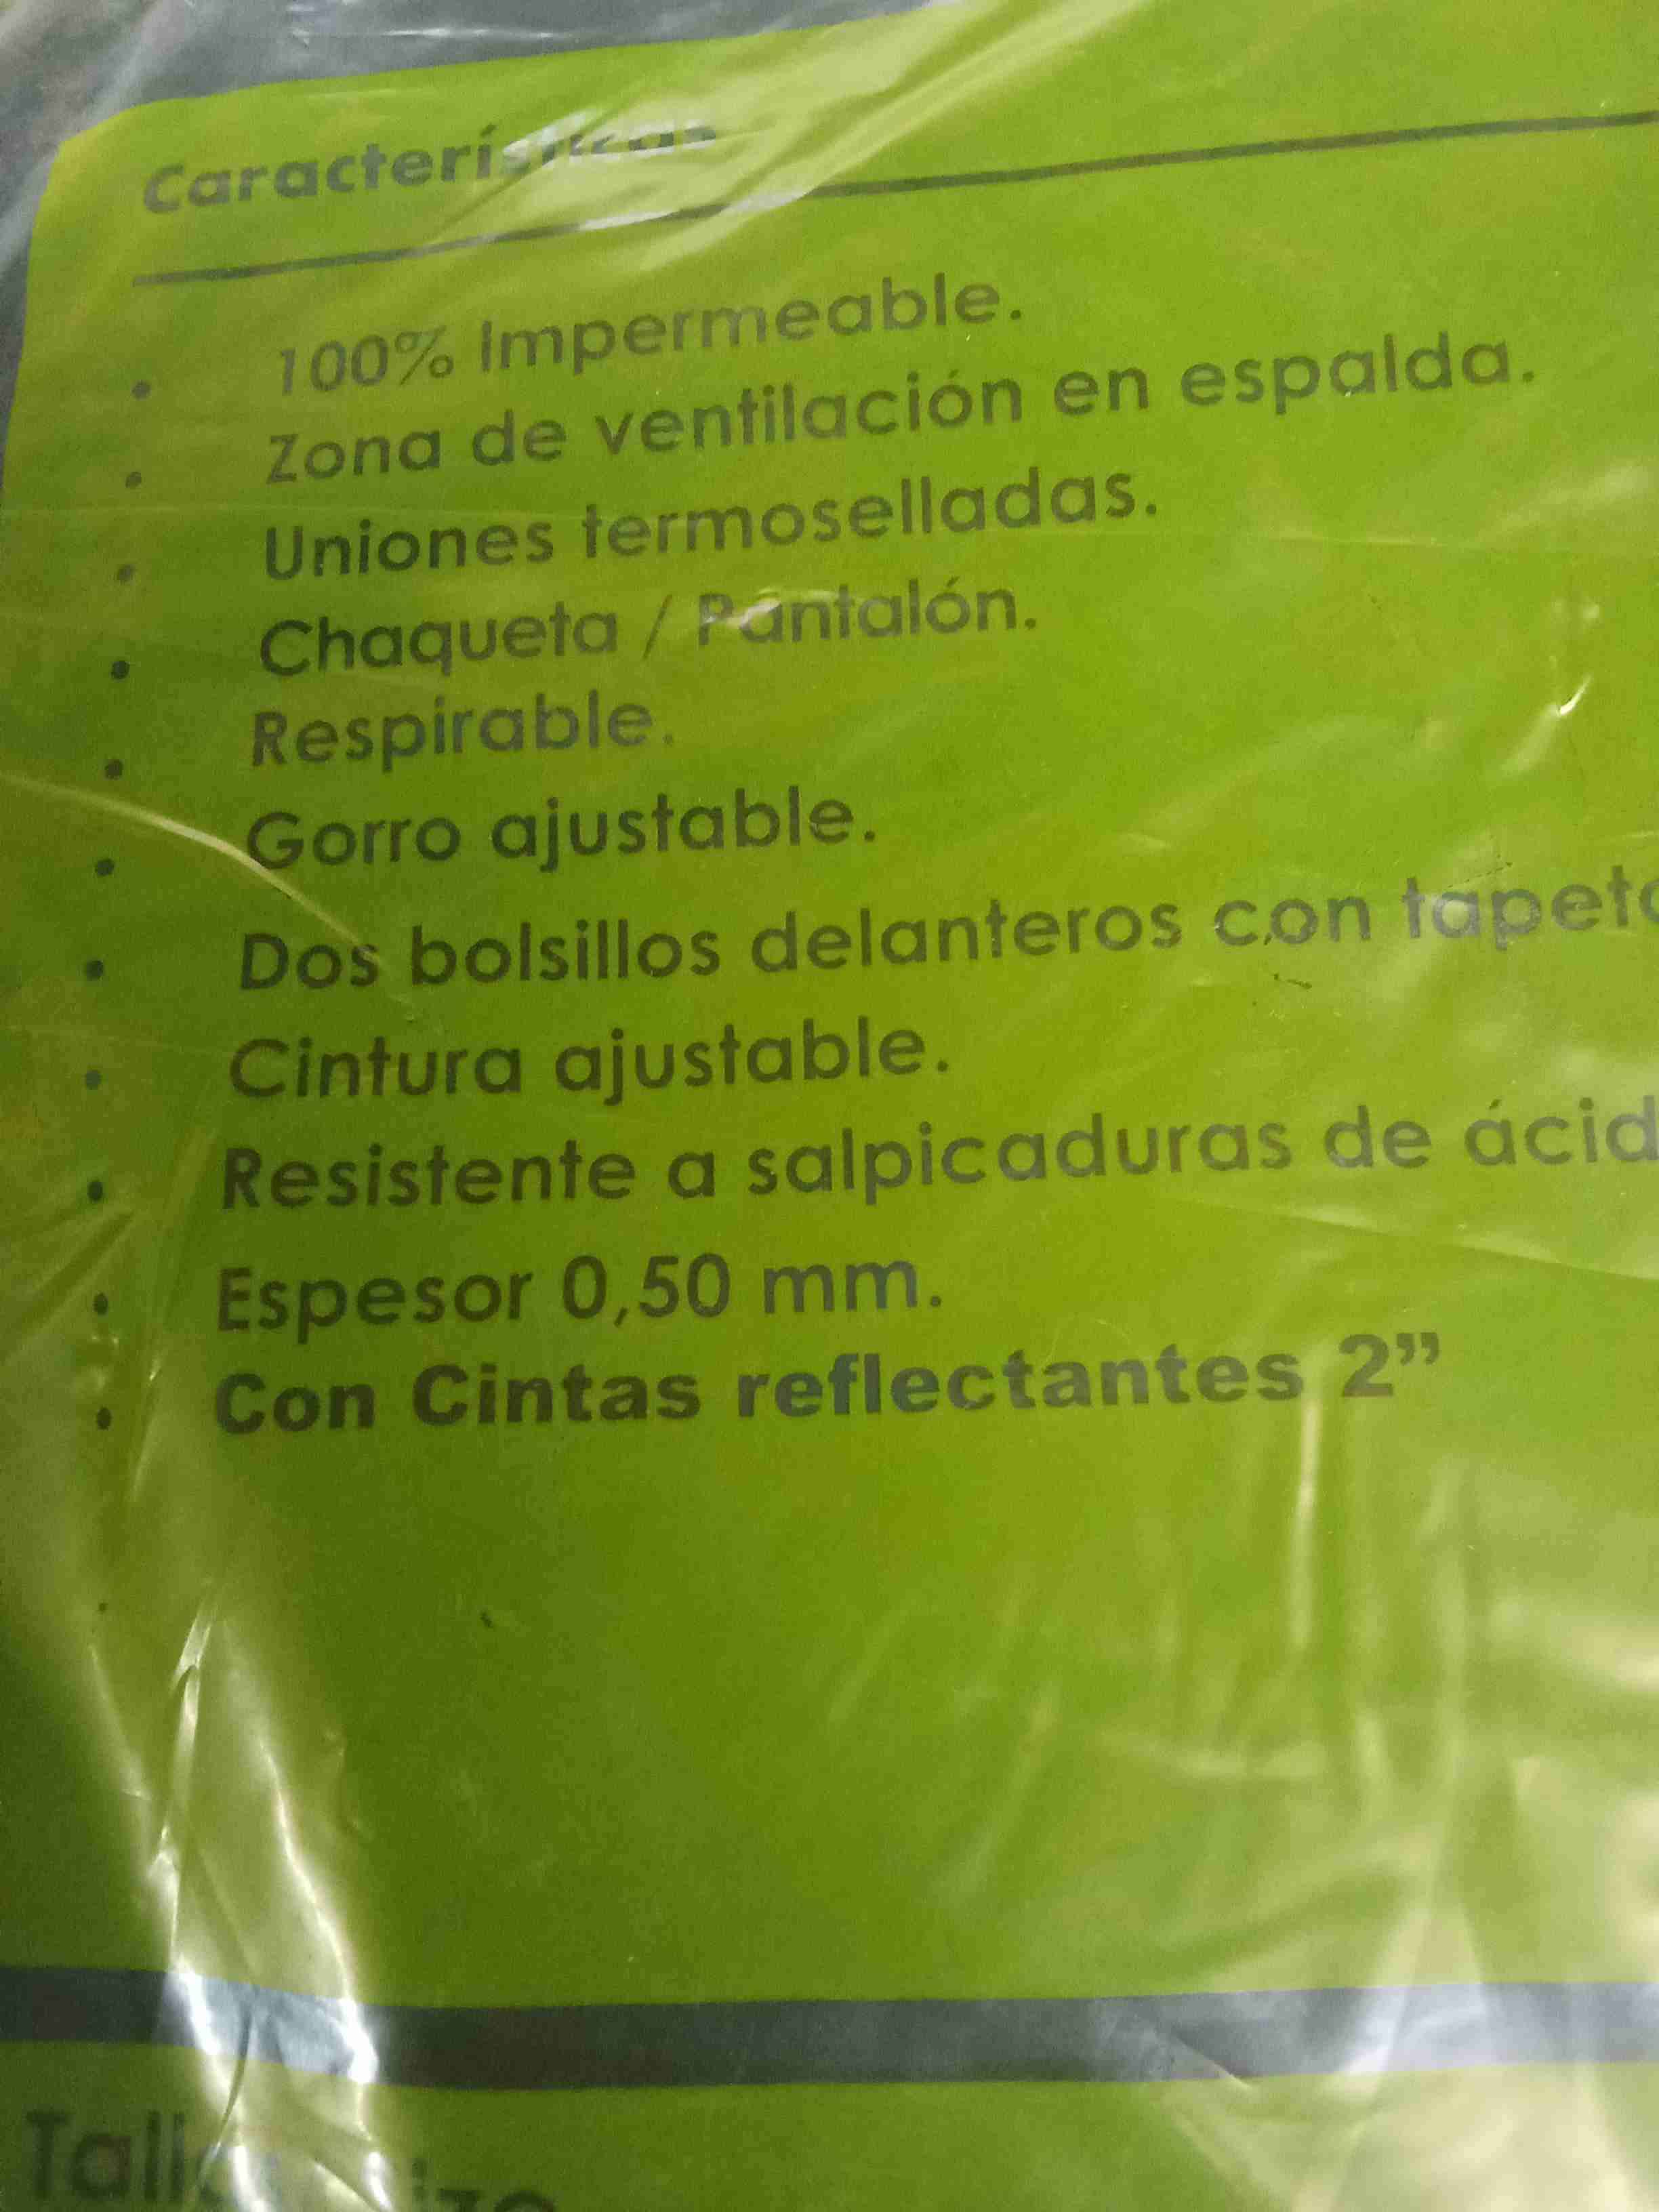 Características
• 100% Impermeable.
• Zona de ventilación en espalda.
• Uniones termoselladas.
• Chaqueta / Pantalón.
• Respirable.
• Gorro ajustable.
• Dos bolsillos delanteros con
• Cintura ajustable.
• Resistente a salpicaduras de
• Espesor 0,50 mm.
• Con Cintas reflectantes 2”